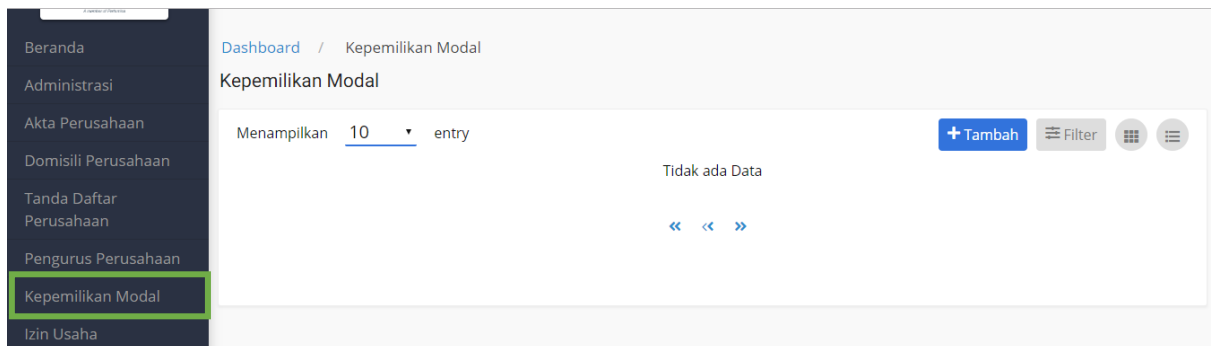 Beranda
Administrasi
Akta Perusahaan
Domisili Perusahaan
Tanda Daftar
Perusahaan
Pengurus Perusahaan
Kepemilikan Modal
Izin Usaha
Dashboard / Kepemilikan Modal
Kepemilikan Modal
Menampilkan 10 entry
+ Tambah Filter
Tidak ada Data
« ‹‹ »